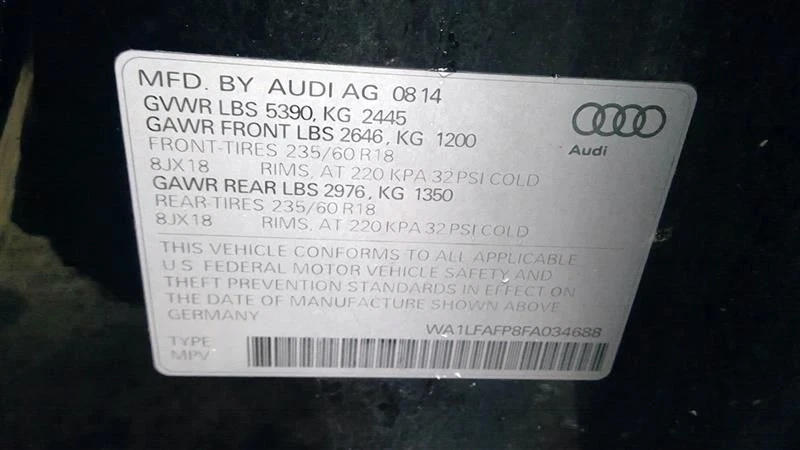 MFD. BY AUDI AG 08 14
GVWR LBS 5390, KG 2445
GAWR FRONT LBS 2646, KG 1200
FRONT-TIRES 235/60 R18
8JX18 RIMS, AT 220 KPA 32 PSI COLD
GAWR REAR LBS 2976, KG 1350
REAR-TIRES 235/60 R18
8JX18 RIMS, AT 220 KPA 32 PSI COLD
Audi
THIS VEHICLE CONFORMS TO ALL APPLICABLE
U.S. FEDERAL MOTOR VEHICLE SAFETY AND
THEFT PREVENTION STANDARDS IN EFFECT ON
THE DATE OF MANUFACTURE SHOWN ABOVE
GERMANY
WA1LFAFP8FA034688
TYPE
MPV